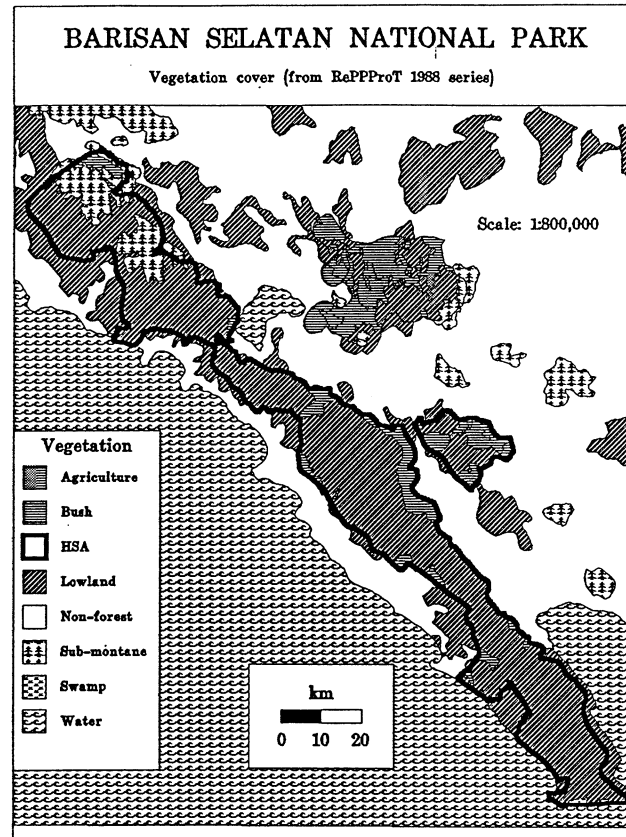 BARISAN SELATAN NATIONAL PARK
Vegetation cover (from RePPProT 1988 series)
Scale: 1:800,000
Vegetation
Agriculture
Bush
HSA
Lowland
Non-forest
Sub-montane
Swamp
Water
km
0 10 20